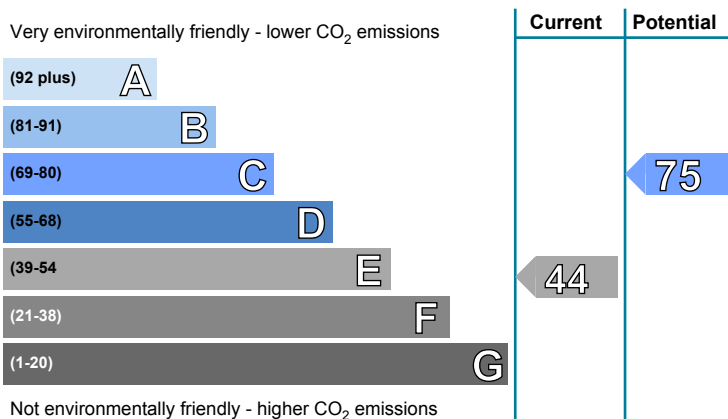 Current Potential
Very environmentally friendly - lower CO2 emissions
(92 plus) A
(81-91) B
(69-80) C 75
(55-68) D
(39-54 E 44
(21-38) F
(1-20) G
Not environmentally friendly - higher CO2 emissions